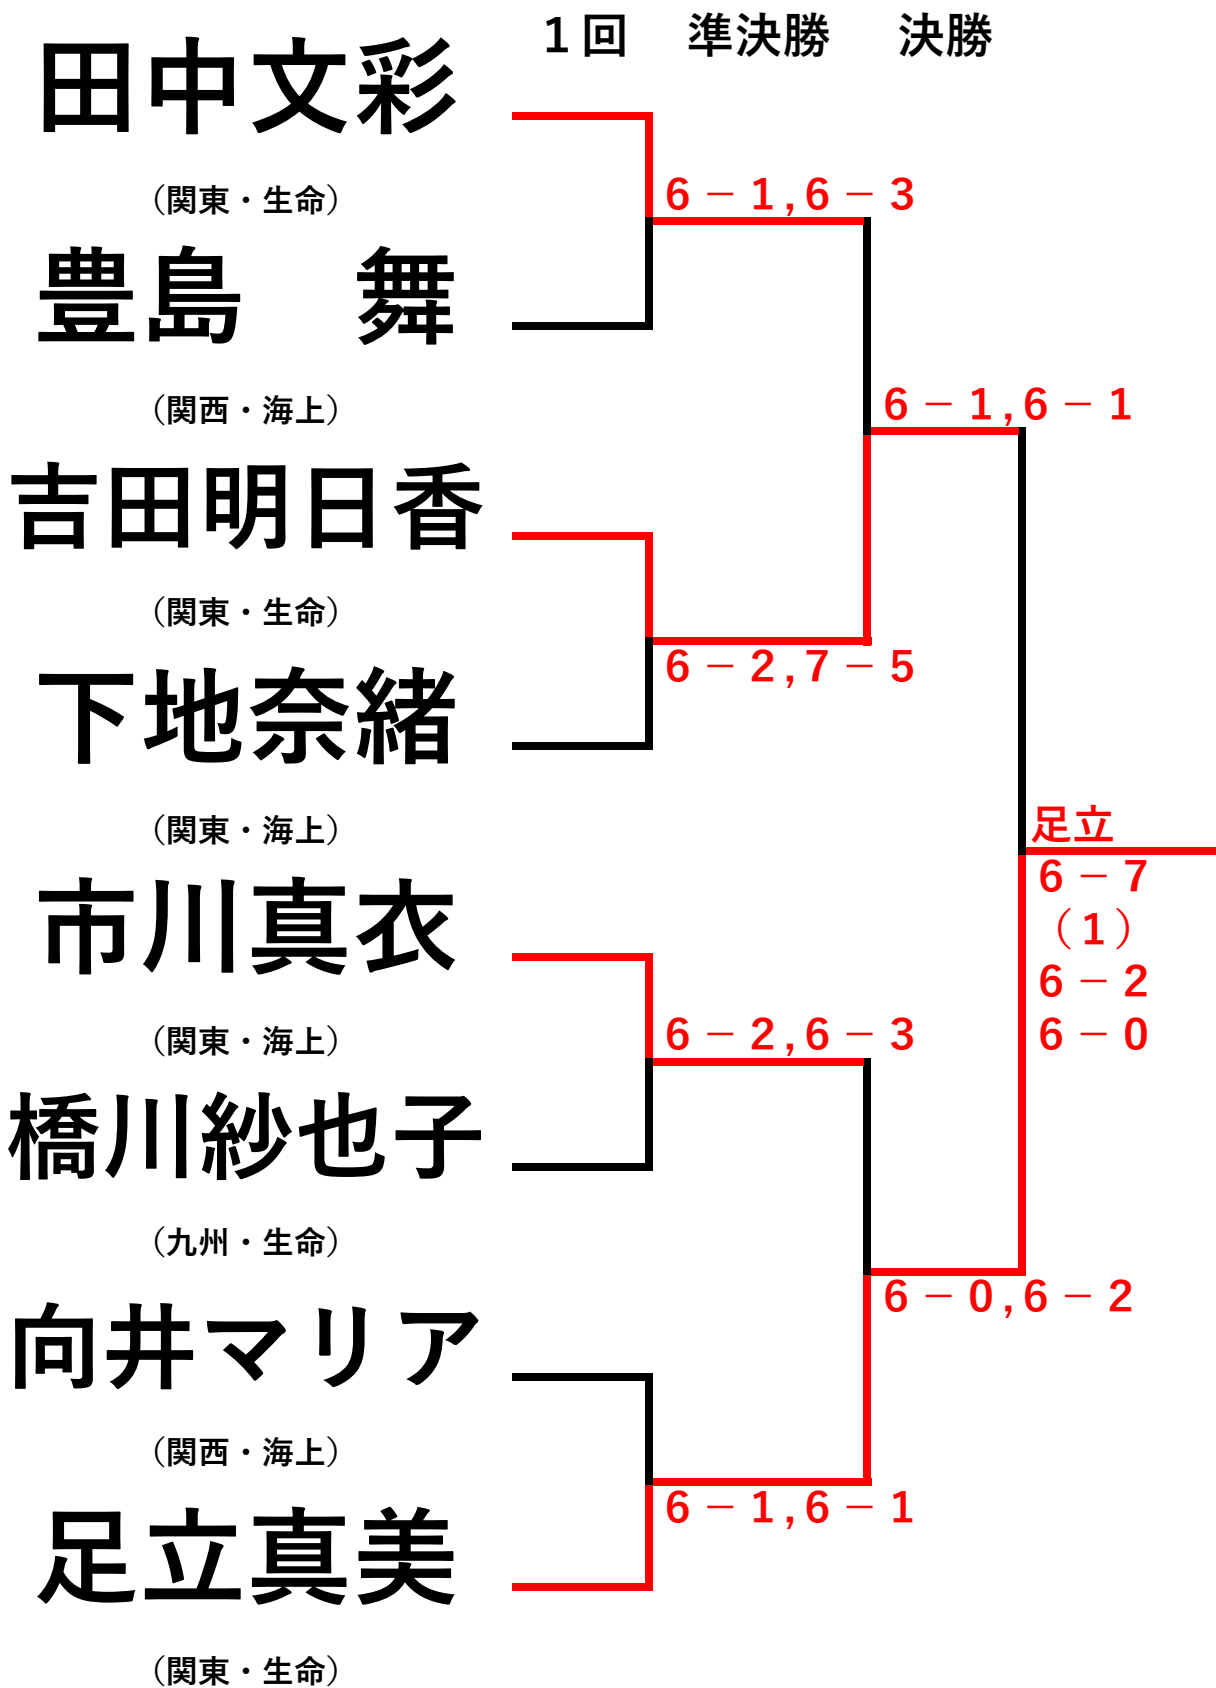 １回　準決勝　決勝
田中文彩
（関東・生命）
６－１,６－３
豊島　舞
（関西・海上）
６－１,６－１
吉田明日香
（関東・生命）
６－２,７－５
下地奈緒
（関東・海上）
足立
６－７
（１）
６－２
６－０
市川真衣
（関東・海上）
６－２,６－３
橋川紗也子
（九州・生命）
６－０,６－２
向井マリア
（関西・海上）
６－１,６－１
足立真美
（関東・生命）